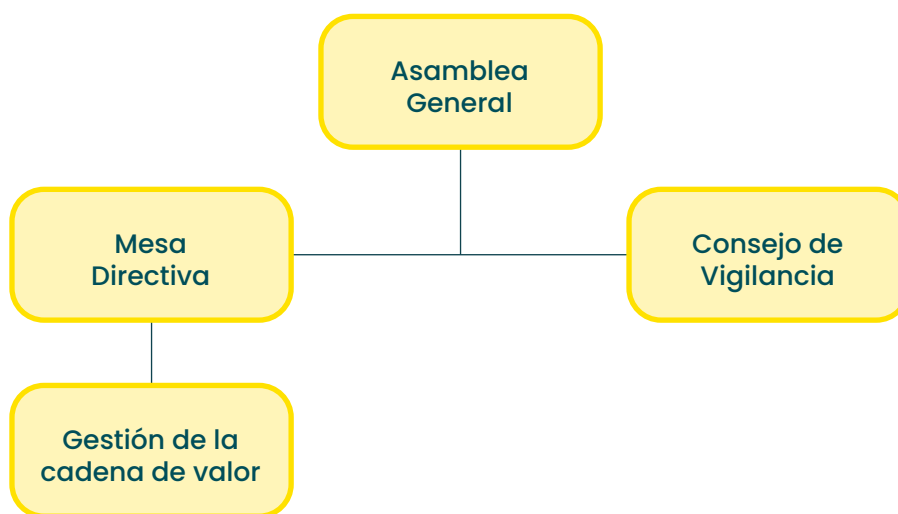 Asamblea
General
Mesa
Directiva
Consejo de
Vigilancia
Gestión de la
cadena de valor